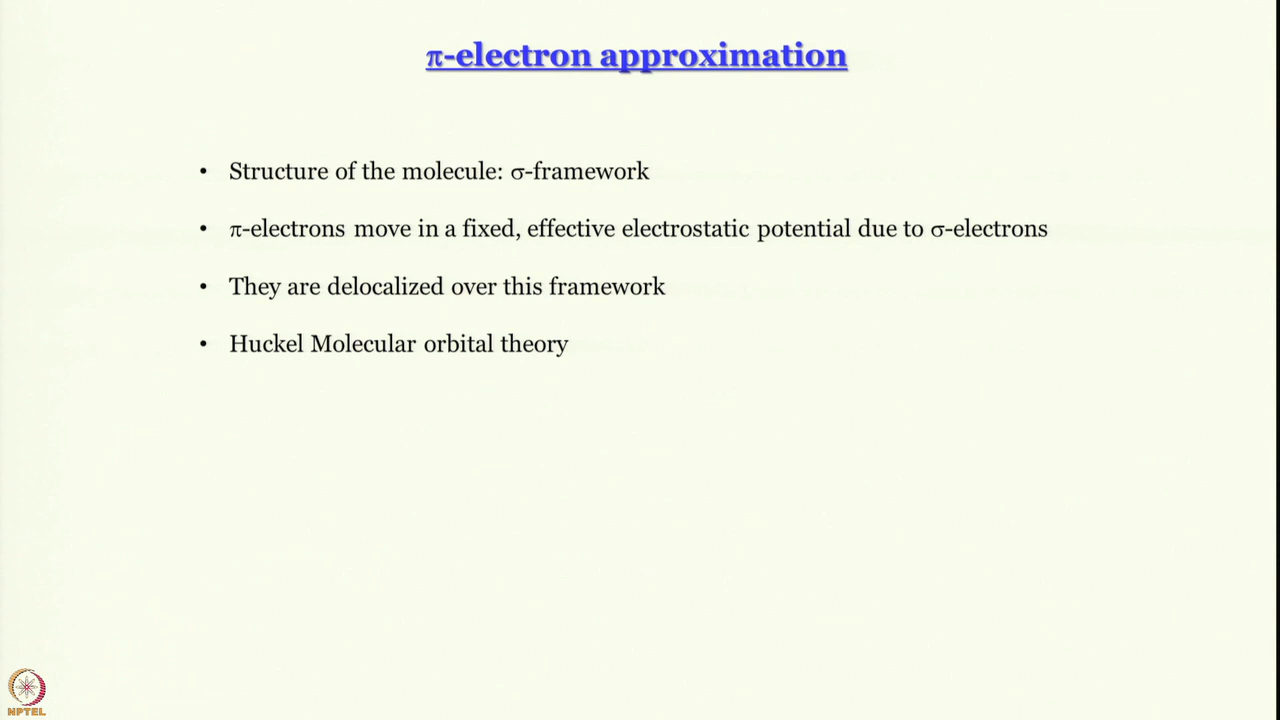 π-electron approximation
• Structure of the molecule: σ-framework
• π-electrons move in a fixed, effective electrostatic potential due to σ-electrons
• They are delocalized over this framework
• Huckel Molecular orbital theory
NPTEL